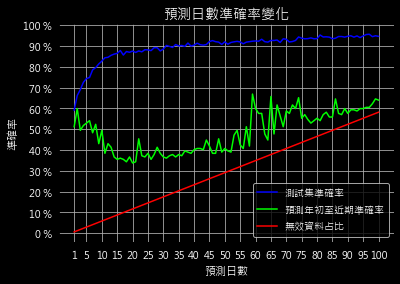 預測日數準確率變化
100 %
90 %
80 %
70 %
60 %
50 %
40 %
30 %
20 %
10 %
0 %
準確率
測試集準確率
預測年初至近期準確率
無效資料占比
1 5 10 15 20 25 30 35 40 45 50 55 60 65 70 75 80 85 90 95 100
預測日數